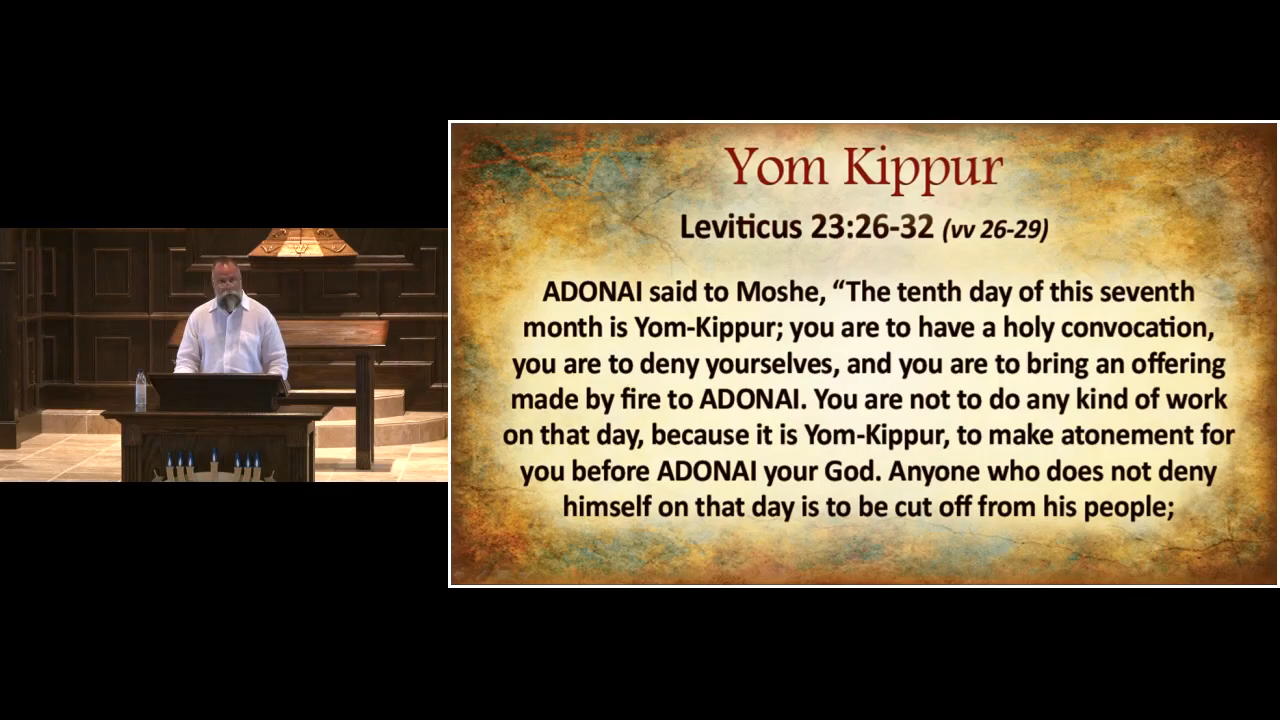 Yom Kippur
Leviticus 23:26-32 (vv 26-29)
ADONAI said to Moshe, “The tenth day of this seventh
month is Yom-Kippur; you are to have a holy convocation,
you are to deny yourselves, and you are to bring an offering
made by fire to ADONAI. You are not to do any kind of work
on that day, because it is Yom-Kippur, to make atonement for
you before ADONAI your God. Anyone who does not deny
himself on that day is to be cut off from his people;